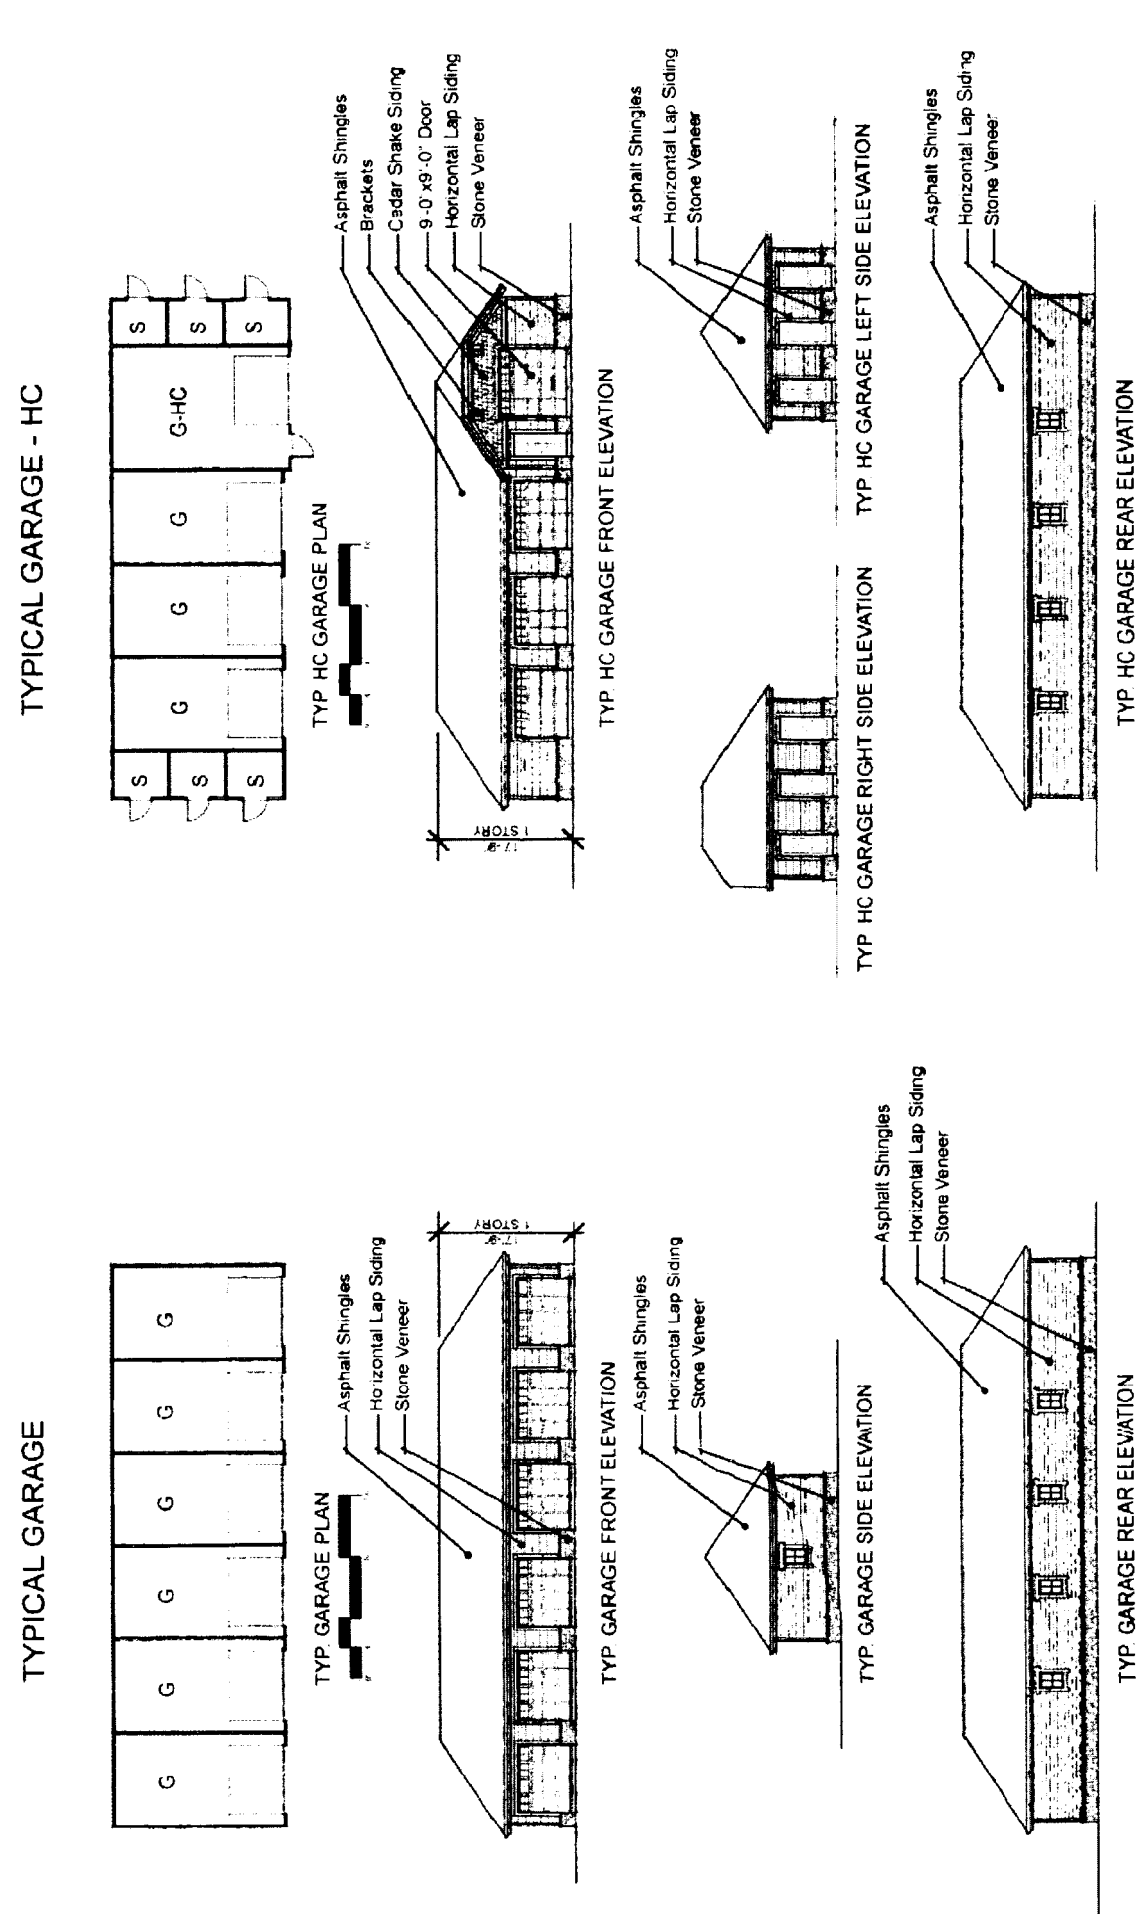 TYPICAL GARAGE
G
G
G
G
G
G
TYP. GARAGE PLAN
Asphalt Shingles
Horizontal Lap Siding
Stone Veneer
1 STORY
17'-9"
TYP. GARAGE FRONT ELEVATION
Asphalt Shingles
Horizontal Lap Siding
Stone Veneer
TYP. GARAGE SIDE ELEVATION
Asphalt Shingles
Horizontal Lap Siding
Stone Veneer
TYP. GARAGE REAR ELEVATION
TYPICAL GARAGE - HC
S
S
S
G
G
G
G-HC
S
S
S
TYP HC GARAGE PLAN
Asphalt Shingles
Brackets
Cedar Shake Siding
9'-0"x9'-0" Door
Horizontal Lap Siding
Stone Veneer
1 STORY
17'-9"
TYP HC GARAGE FRONT ELEVATION
Asphalt Shingles
Horizontal Lap Siding
Stone Veneer
TYP HC GARAGE RIGHT SIDE ELEVATION
TYP HC GARAGE LEFT SIDE ELEVATION
Asphalt Shingles
Horizontal Lap Siding
Stone Veneer
TYP. HC GARAGE REAR ELEVATION